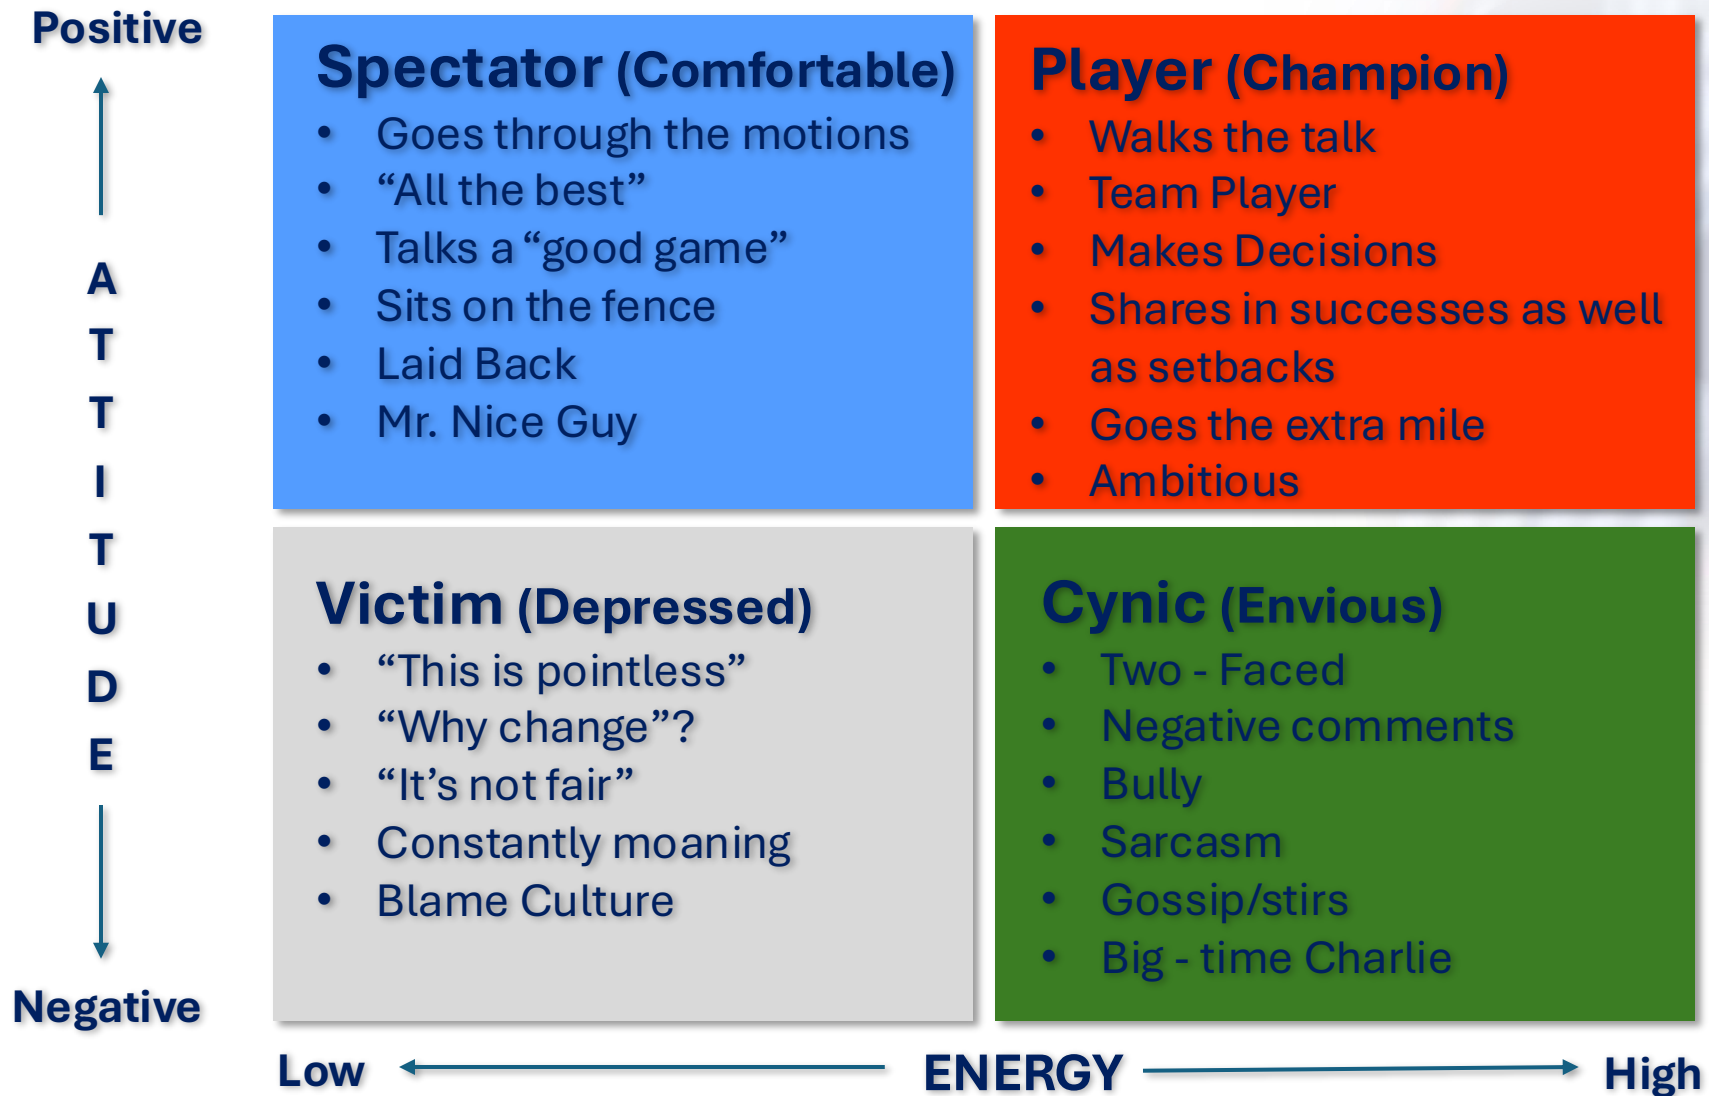 Positive
ATTITUDE
Negative
Spectator (Comfortable)
• Goes through the motions
• “All the best”
• Talks a “good game”
• Sits on the fence
• Laid Back
• Mr. Nice Guy
Player (Champion)
• Walks the talk
• Team Player
• Makes Decisions
• Shares in successes as well
as setbacks
• Goes the extra mile
• Ambitious
Victim (Depressed)
• “This is pointless”
• “Why change”?
• “It’s not fair”
• Constantly moaning
• Blame Culture
Cynic (Envious)
• Two - Faced
• Negative comments
• Bully
• Sarcasm
• Gossip/stirs
• Big - time Charlie
Low ENERGY High